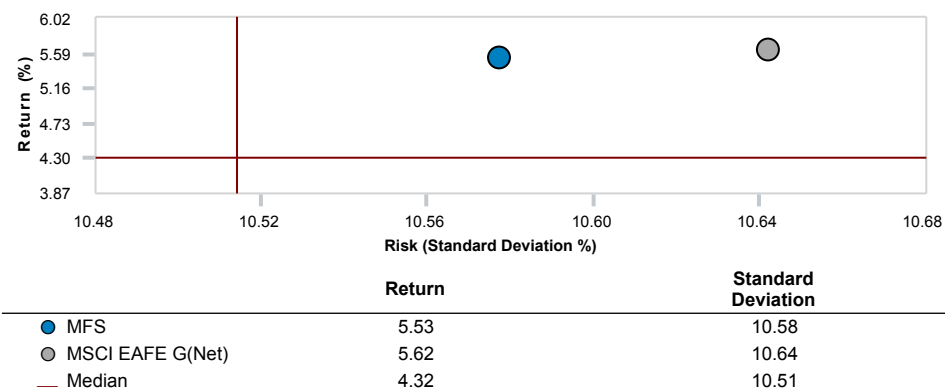 6.02
5.59
5.16
4.73
4.30
3.87
Return (%)
10.48 10.52 10.56 10.60 10.64 10.68
Risk (Standard Deviation %)
Return Standard
Deviation
MFS 5.53 10.58
MSCI EAFE G(Net) 5.62 10.64
Median 4.32 10.51